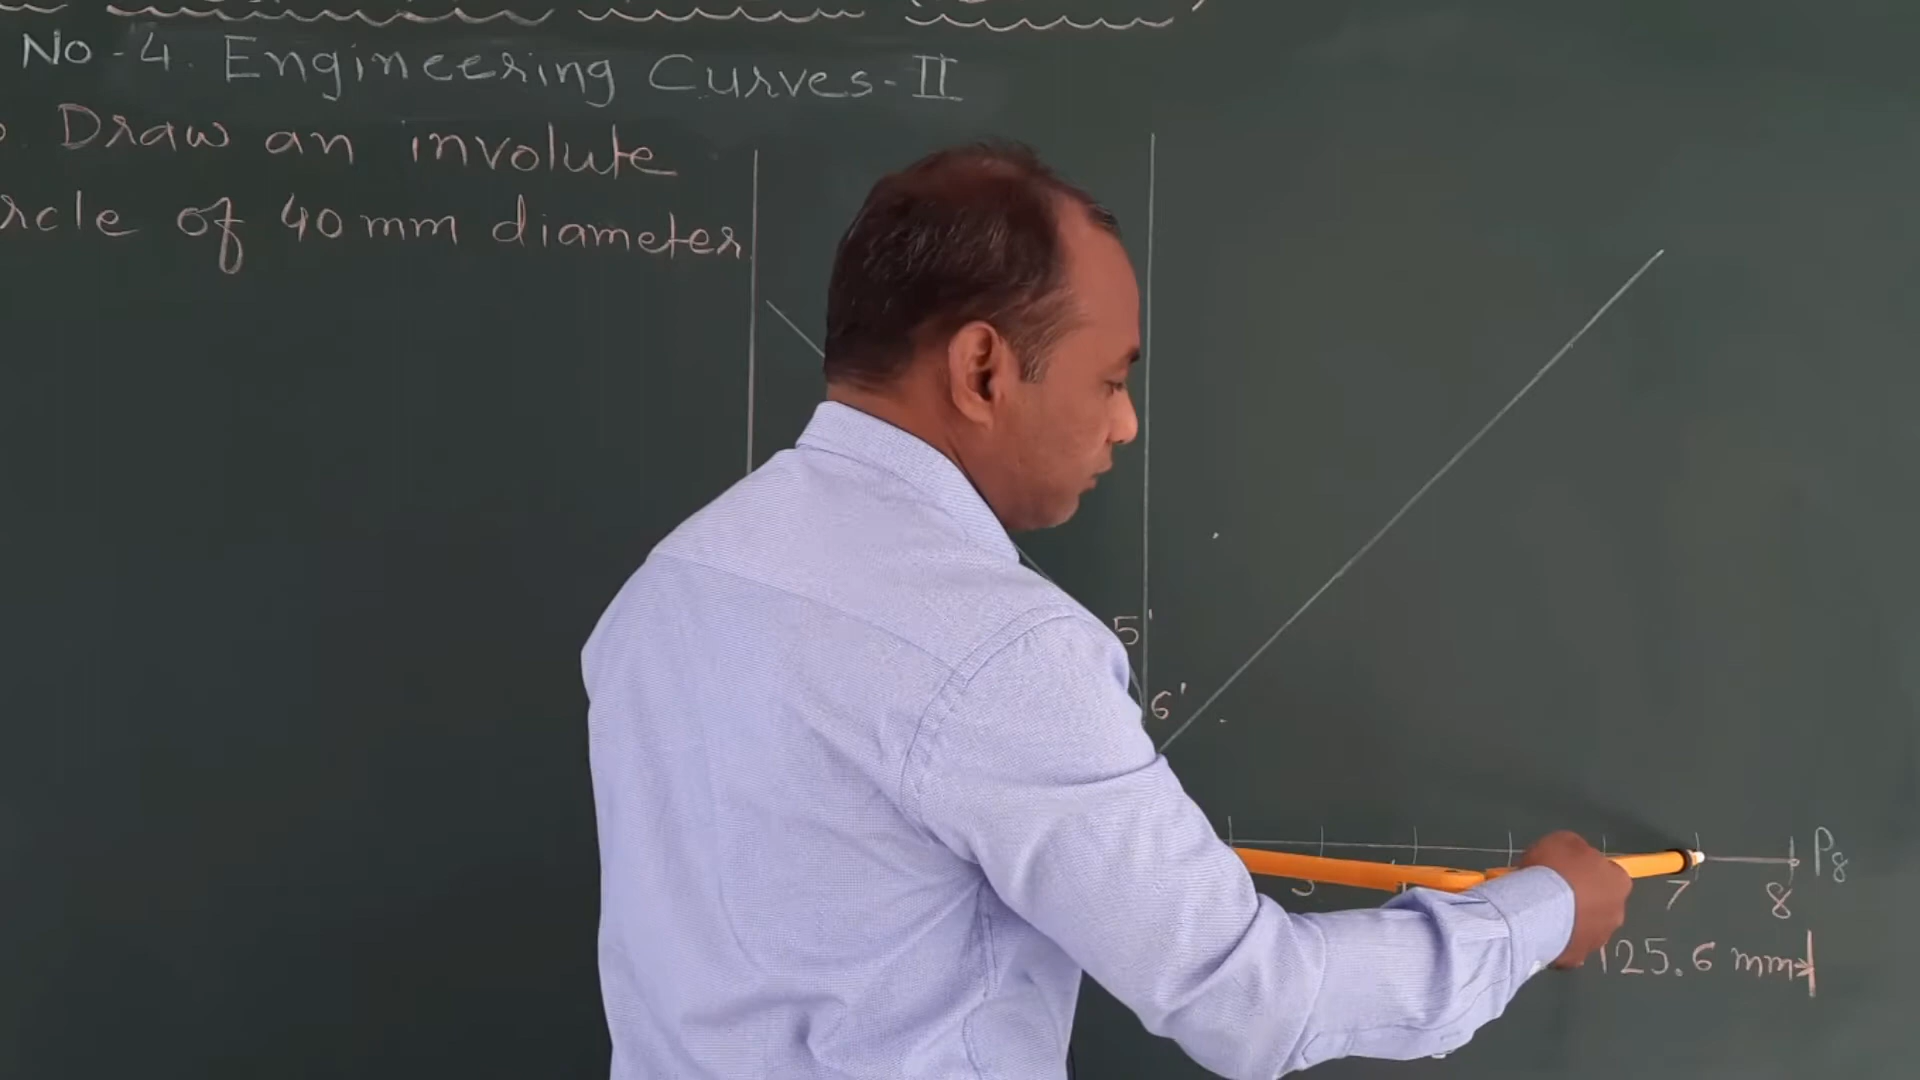 No-4. Engineering Curves-II
Draw an involute
rcle of 40 mm diameter.
5'
6'
P8
7
8
125.6 mm